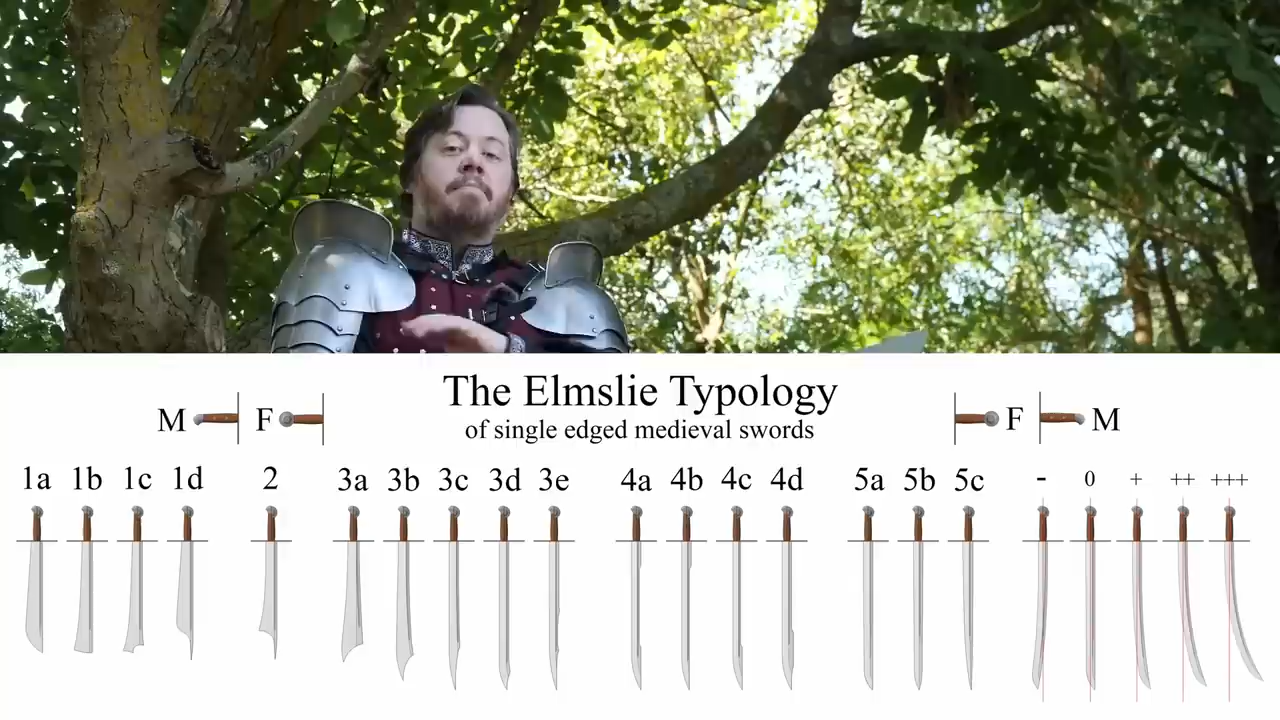 The Elmslie Typology
of single edged medieval swords
M F F M
1a 1b 1c 1d 2 3a 3b 3c 3d 3e 4a 4b 4c 4d 5a 5b 5c - 0 + ++ +++